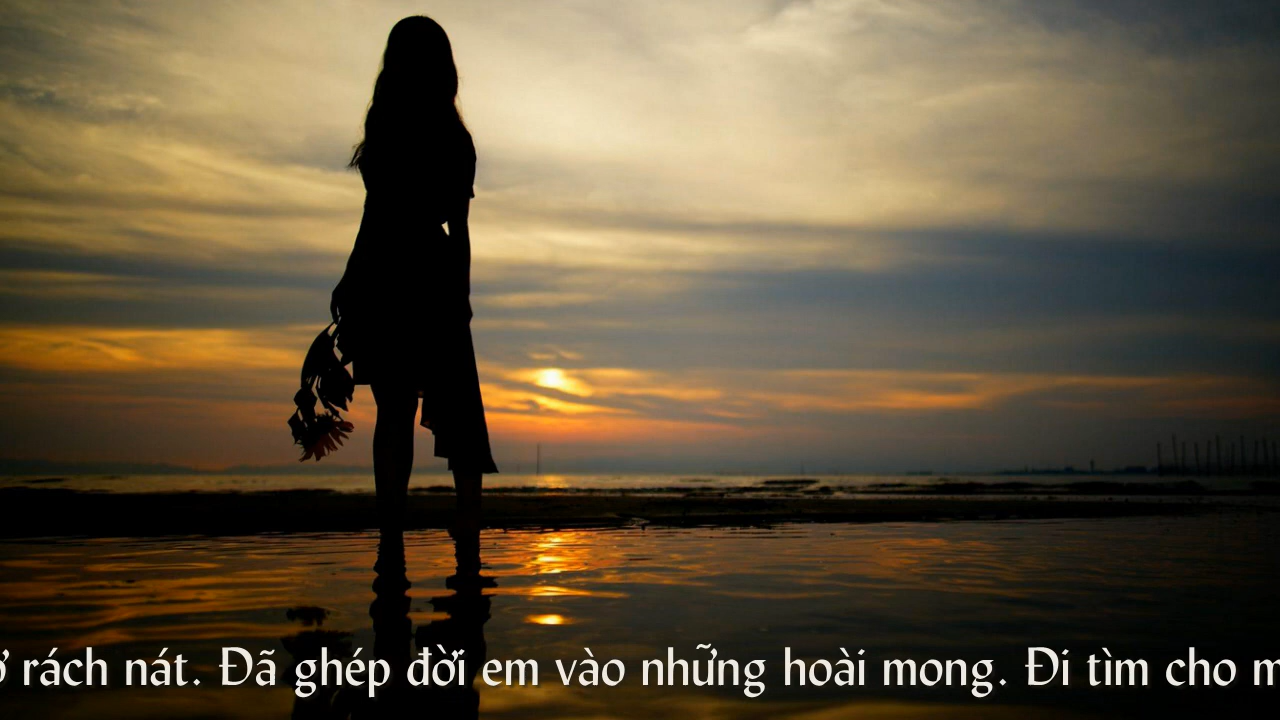 rách nát. Đã ghép đời em vào những hoài mong. Đi tìm cho